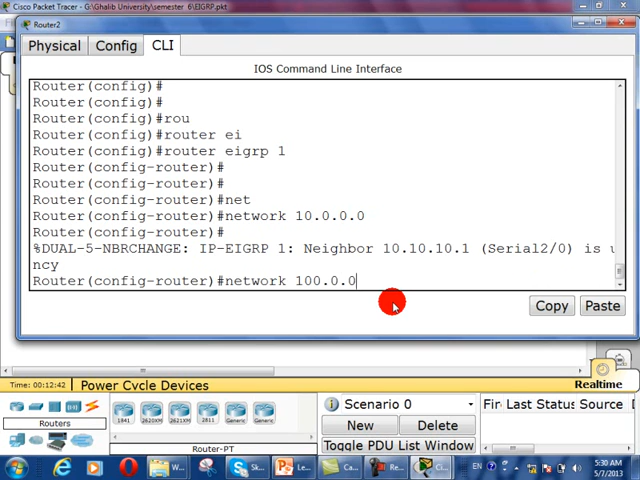 Cisco Packet Tracer - G:\Ghalib University\semester 6\EIGRP.pkt
Router2
Physical
Config
CLI
IOS Command Line Interface
Router(config)#
Router(config)#
Router(config)#rou
Router(config)#router ei
Router(config)#router eigrp 1
Router(config-router)#
Router(config-router)#
Router(config-router)#net
Router(config-router)#network 10.0.0.0
Router(config-router)#
%DUAL-5-NBRCHANGE: IP-EIGRP 1: Neighbor 10.10.10.1 (Serial2/0) is u
ncy
Router(config-router)#network 100.0.0
Copy
Paste
Time: 00:12:42
Power Cycle Devices
Realtime
Routers
1841
2620XM
2621XM
2811
Generic
Generic
Router-PT
Scenario 0
New
Delete
Toggle PDU List Window
Fir
Last Status
Source
D
W...
Sk...
Le...
Ca...
Re...
Ci...
EN
5:30 AM
5/7/2013